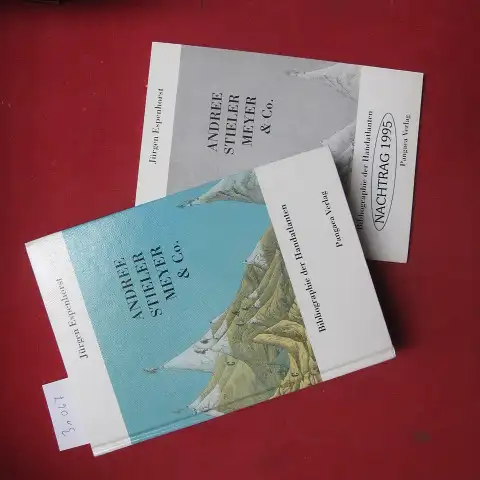 Jürgen Espenhorst
ANDREE
STIELER
MEYER
& Co.
Bibliographie der Handatlanten
NACHTRAG 1995
Pangaea Verlag
Jürgen Espenhorst
ANDREE
STIELER
MEYER
& Co.
Bibliographie der Handatlanten
Pangaea Verlag